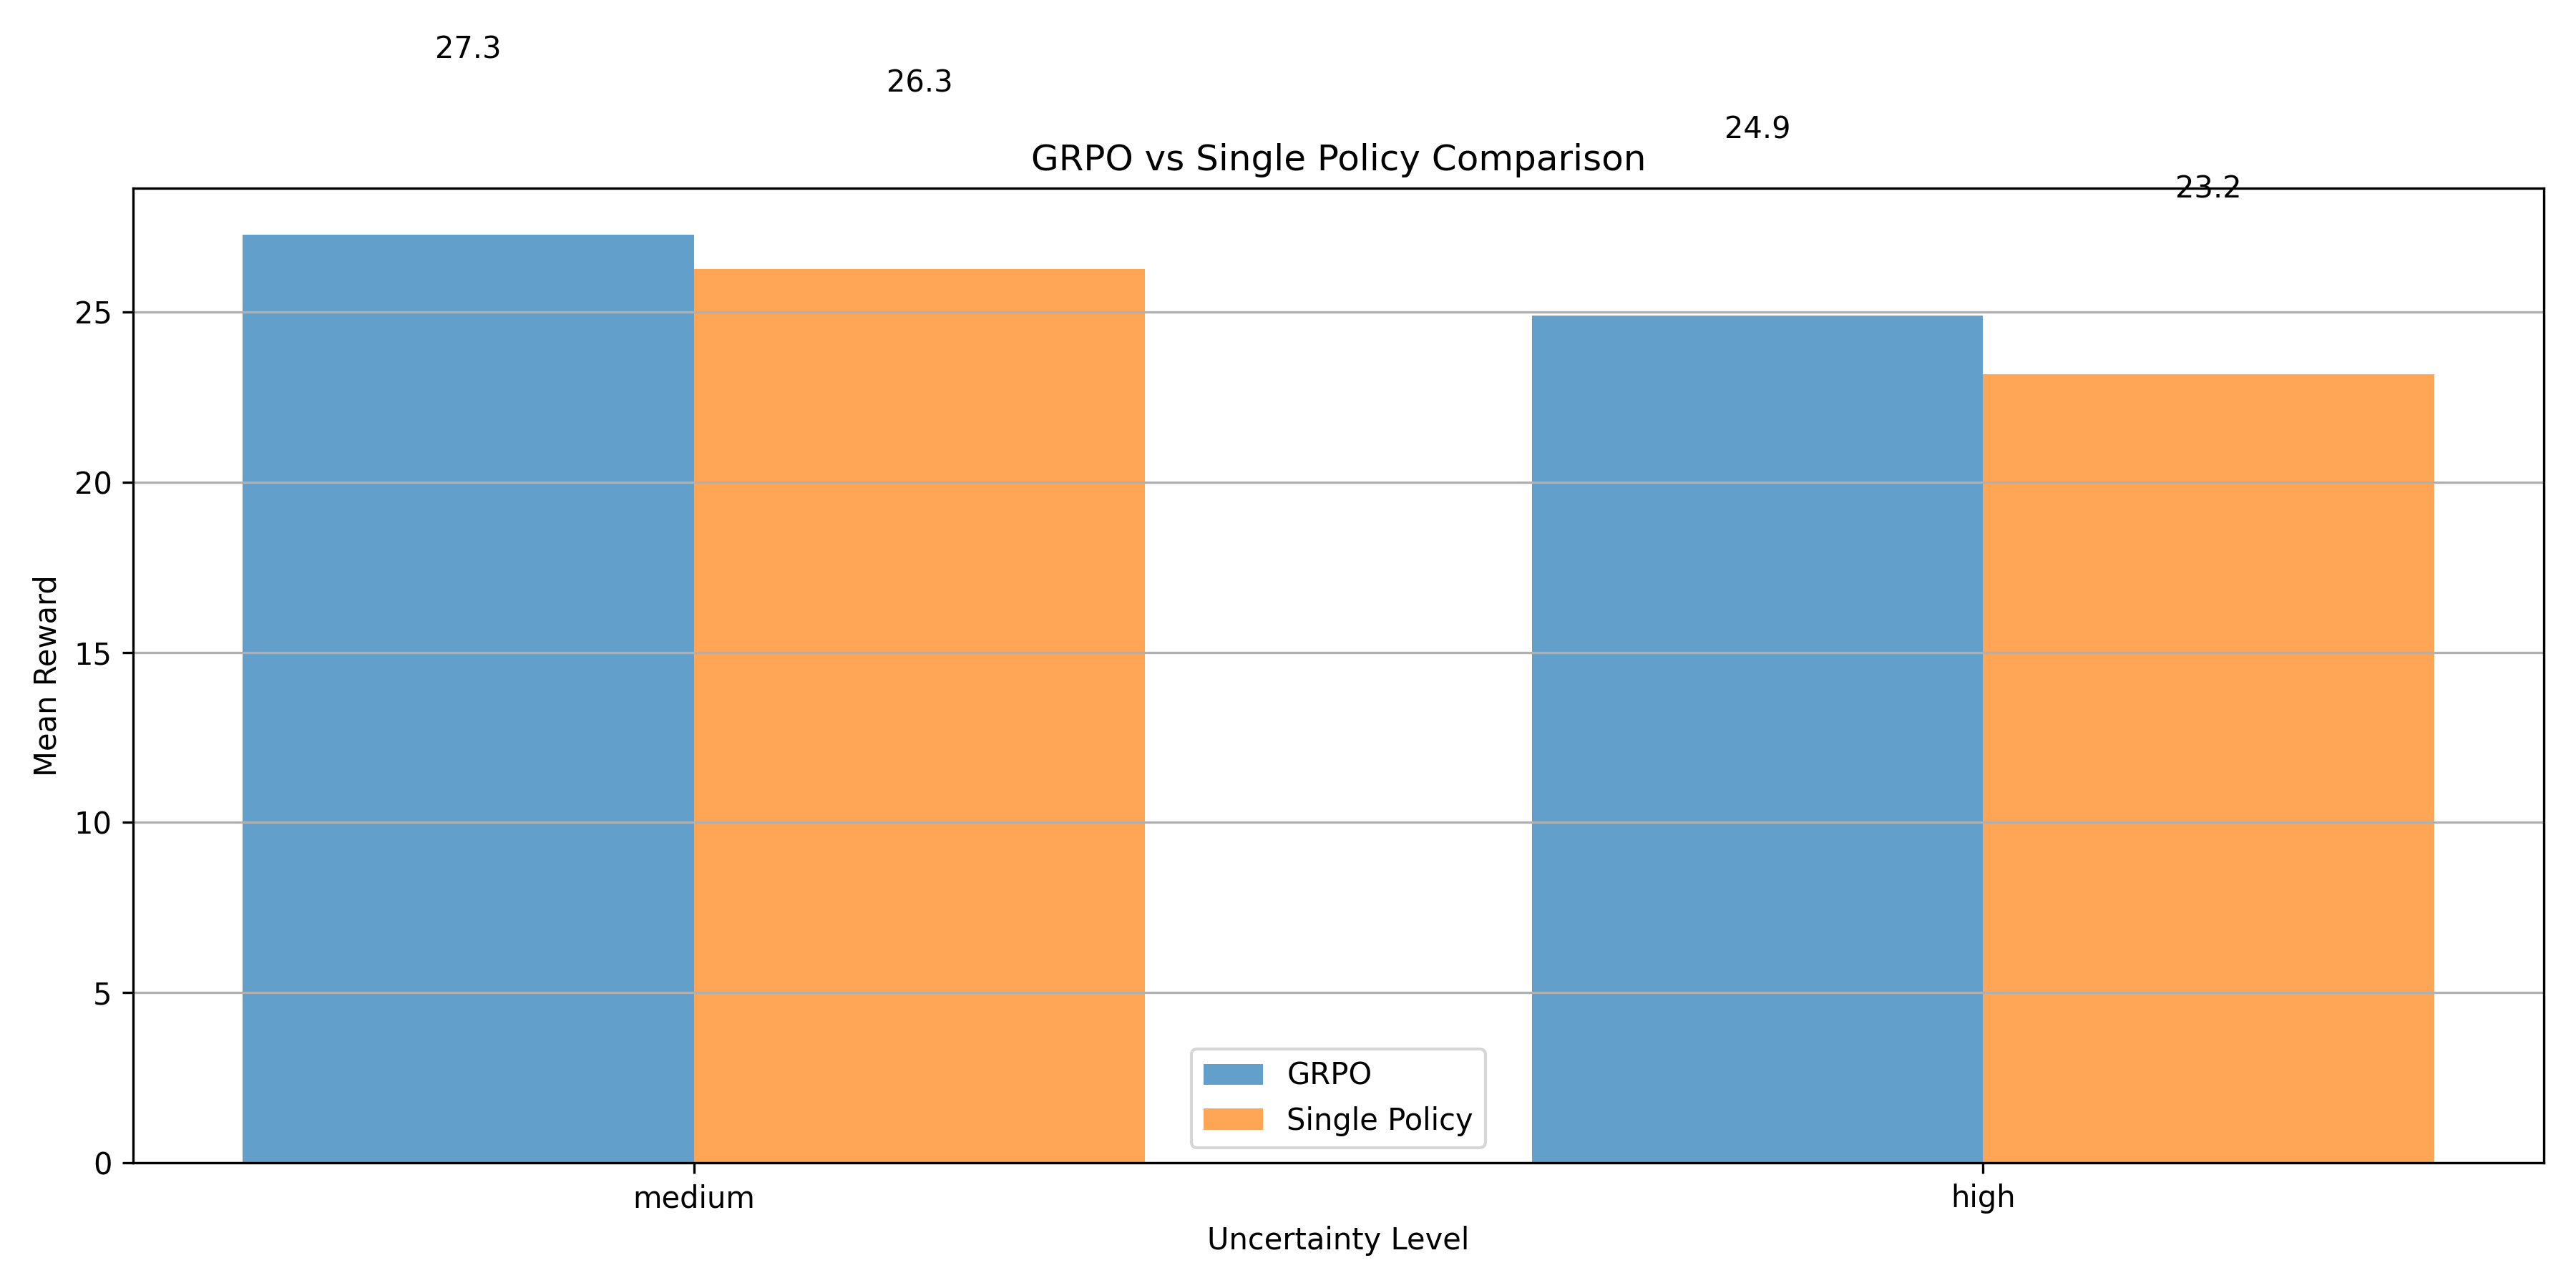 27.3
26.3
24.9
GRPO vs Single Policy Comparison
23.2
25
20
15
10
5
0
Mean Reward
GRPO
Single Policy
medium
high
Uncertainty Level